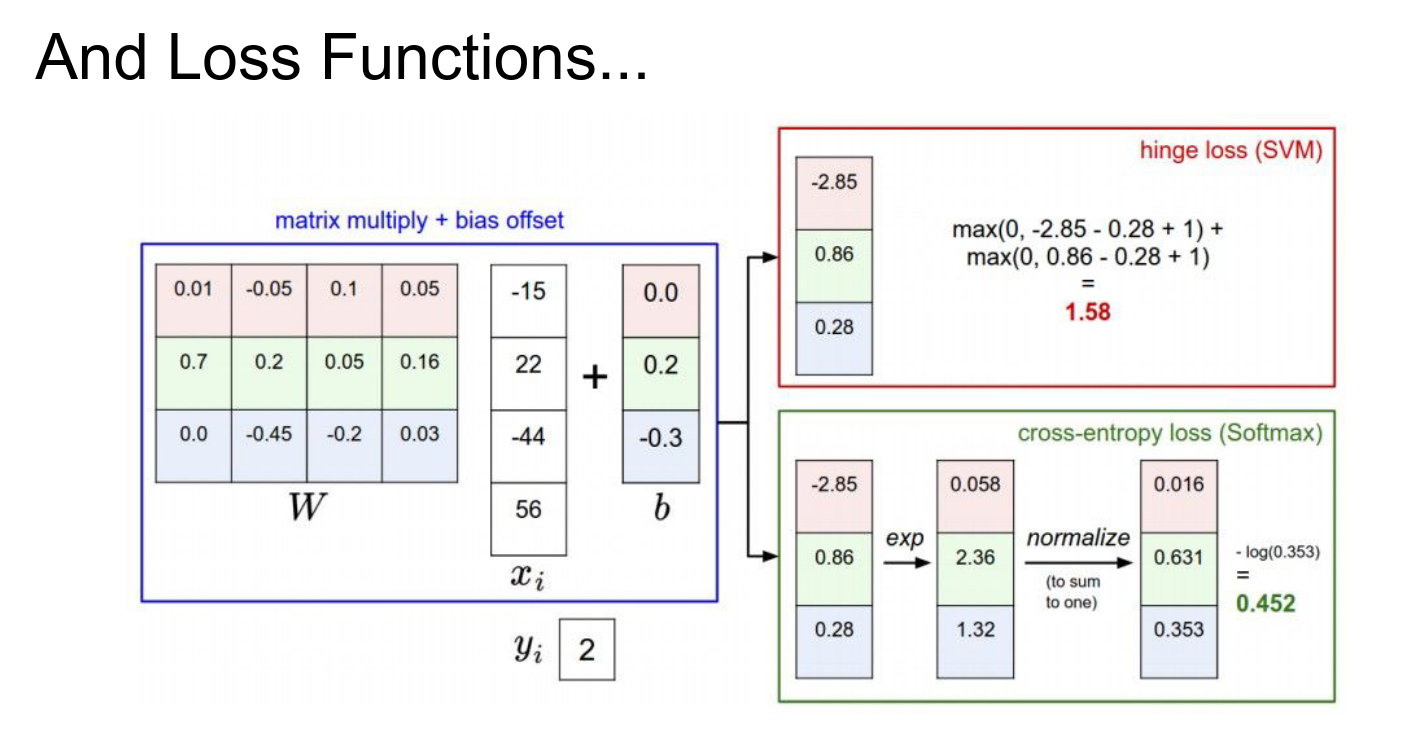 And Loss Functions...
matrix multiply + bias offset
0.01 -0.05 0.1 0.05
0.7 0.2 0.05 0.16
0.0 -0.45 -0.2 0.03
W
-15
22
-44
56
x_i
+
0.0
0.2
-0.3
b
y_i 2
hinge loss (SVM)
-2.85
0.86
0.28
max(0, -2.85 - 0.28 + 1) +
max(0, 0.86 - 0.28 + 1)
=
1.58
cross-entropy loss (Softmax)
-2.85
0.86
0.28
exp
0.058
2.36
1.32
normalize
(to sum
to one)
0.016
0.631
0.353
- log(0.353)
=
0.452